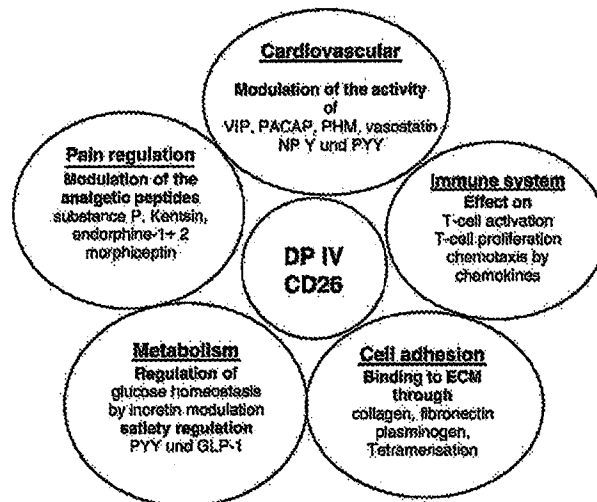 Cardiovascular
Modulation of the activity
of
VIP, PACAP, PHM, vasostatin
NP Y und PYY
Pain regulation
Modulation of the
analgetic peptides
substance P, Kentsin,
endorphine-1+ 2
morphiceptin
Immune system
Effect on
T-cell activation
T-cell proliferation
chemotaxis by
chemokines
DP IV
CD26
Metabolism
Regulation of
glucose homeostasis
by incretin modulation
satiety regulation
PYY und GLP-1
Cell adhesion
Binding to ECM
through
collagen, fibronectin
plasminogen,
Tetramerisation